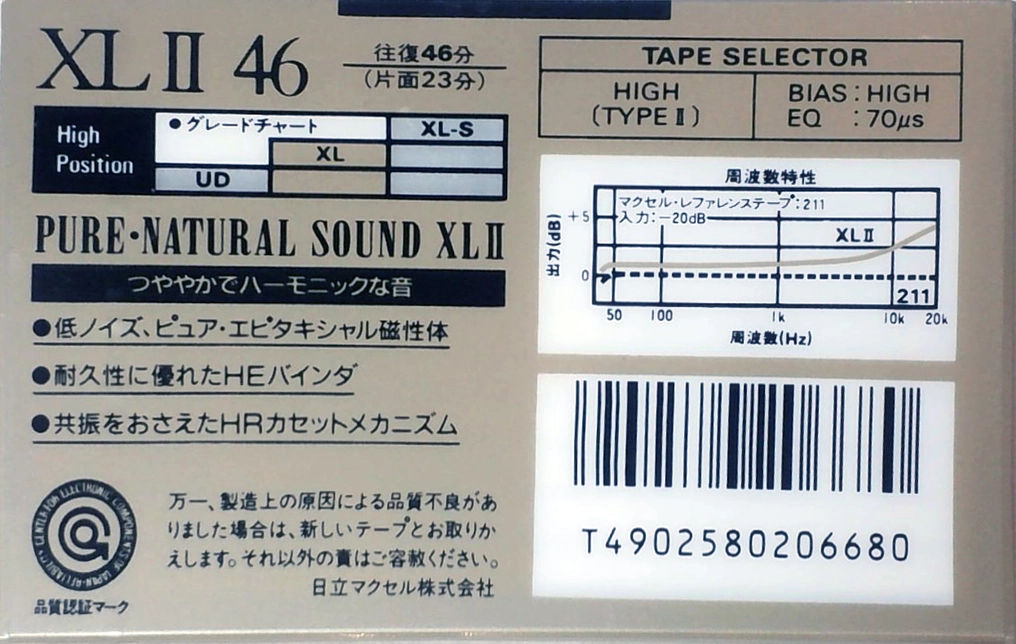 XL II 46
往復46分
(片面23分)
High
Position
●グレードチャート
XL-S
XL
UD
PURE・NATURAL SOUND XL II
つややかでハーモニックな音
●低ノイズ、ピュア・エピタキシャル磁性体
●耐久性に優れたHEバインダ
●共振をおさえたHRカセットメカニズム
CENTER FOR ELECTRONIC COMPONENTS OF JAPAN-RELIABILITY
品質認証マーク
万一、製造上の原因による品質不良があ
りました場合は、新しいテープとお取りか
えします。それ以外の責はご容赦ください。
日立マクセル株式会社
TAPE SELECTOR
HIGH
(TYPE II)
BIAS : HIGH
EQ : 70μs
周波数特性
マクセル・レファレンステープ:211
入力:-20dB
出力(dB)
+5
0
XL II
211
50 100 1k 10k 20k
周波数(Hz)
T4902580206680